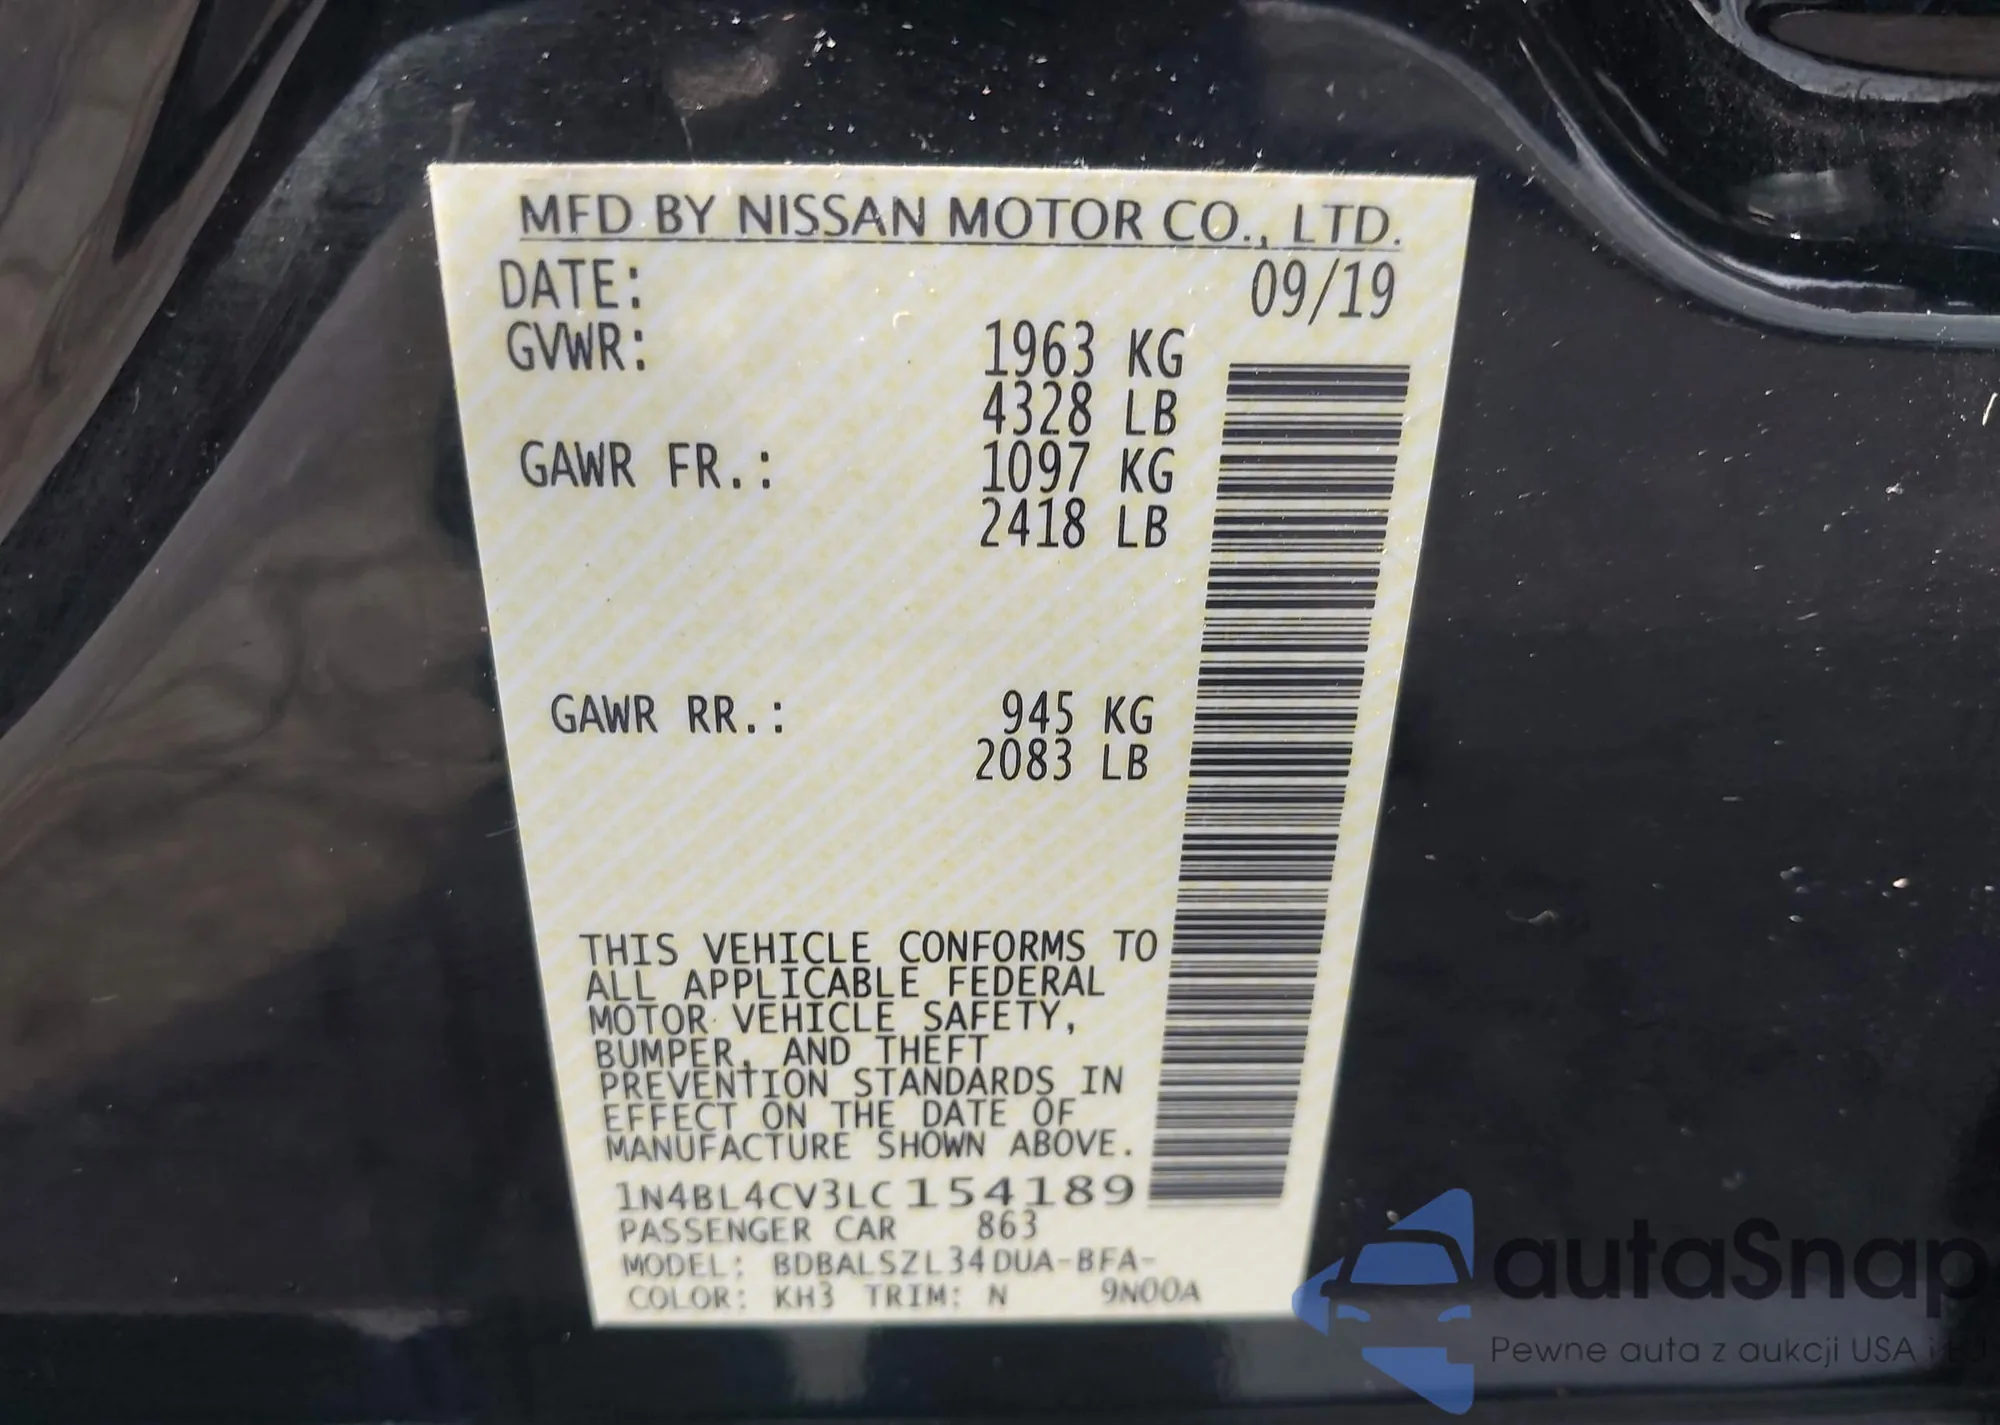 MFD BY NISSAN MOTOR CO., LTD.
DATE: 09/19
GVWR: 1963 KG
4328 LB
GAWR FR.: 1097 KG
2418 LB
GAWR RR.: 945 KG
2083 LB
THIS VEHICLE CONFORMS TO
ALL APPLICABLE FEDERAL
MOTOR VEHICLE SAFETY,
BUMPER, AND THEFT
PREVENTION STANDARDS IN
EFFECT ON THE DATE OF
MANUFACTURE SHOWN ABOVE.
1N4BL4CV3LC154189
PASSENGER CAR 863
MODEL: BDBALSZL34DUA-BFA-
COLOR: KH3 TRIM: N 9N00A
autaSnap
Pewne auta z aukcji USA i EU